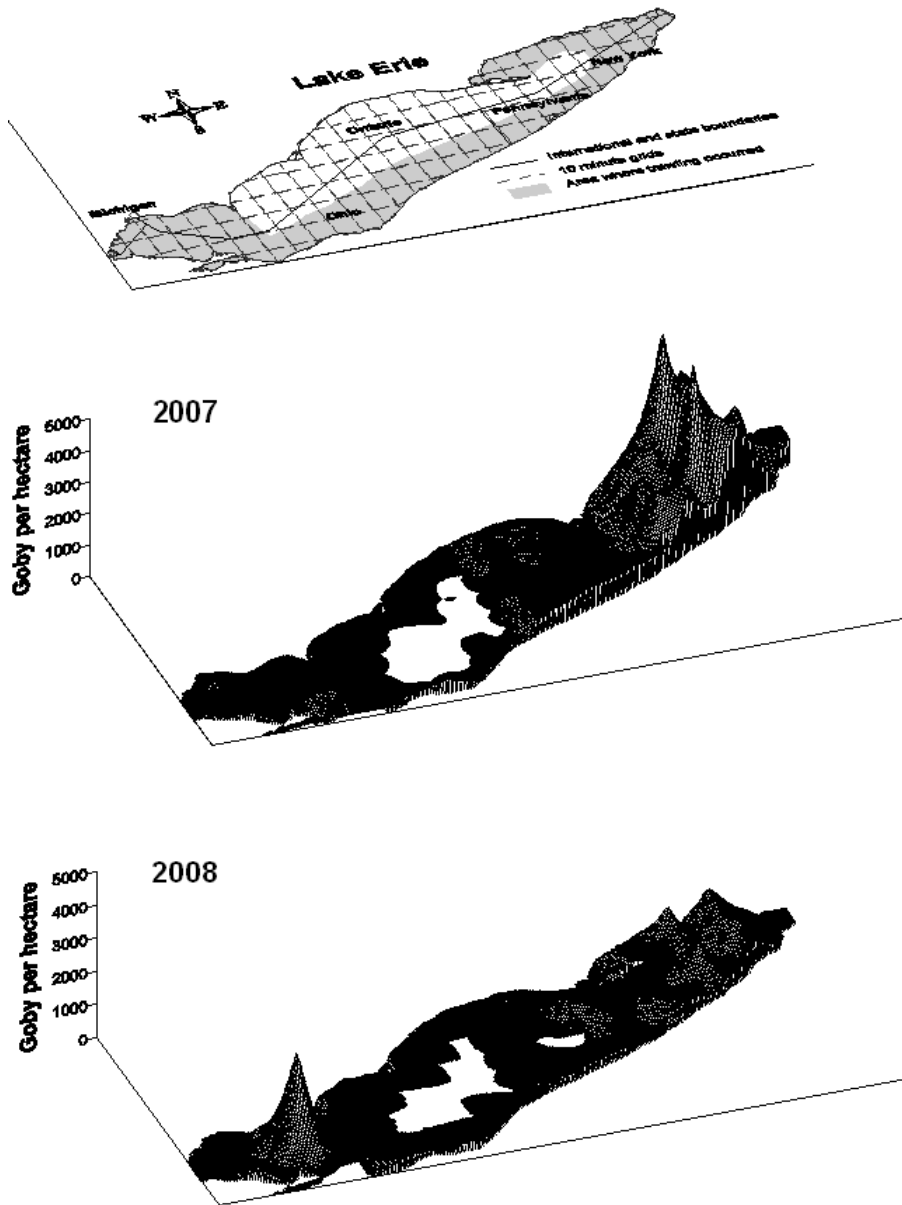 Lake Erie
N
W E
S
New York
Pennsylvania
Ontario
International and state boundaries
10 minute grids
Area where trawling occurred
Michigan
Ohio
2007
Goby per hectare
5000
4000
3000
2000
1000
0
2008
Goby per hectare
5000
4000
3000
2000
1000
0